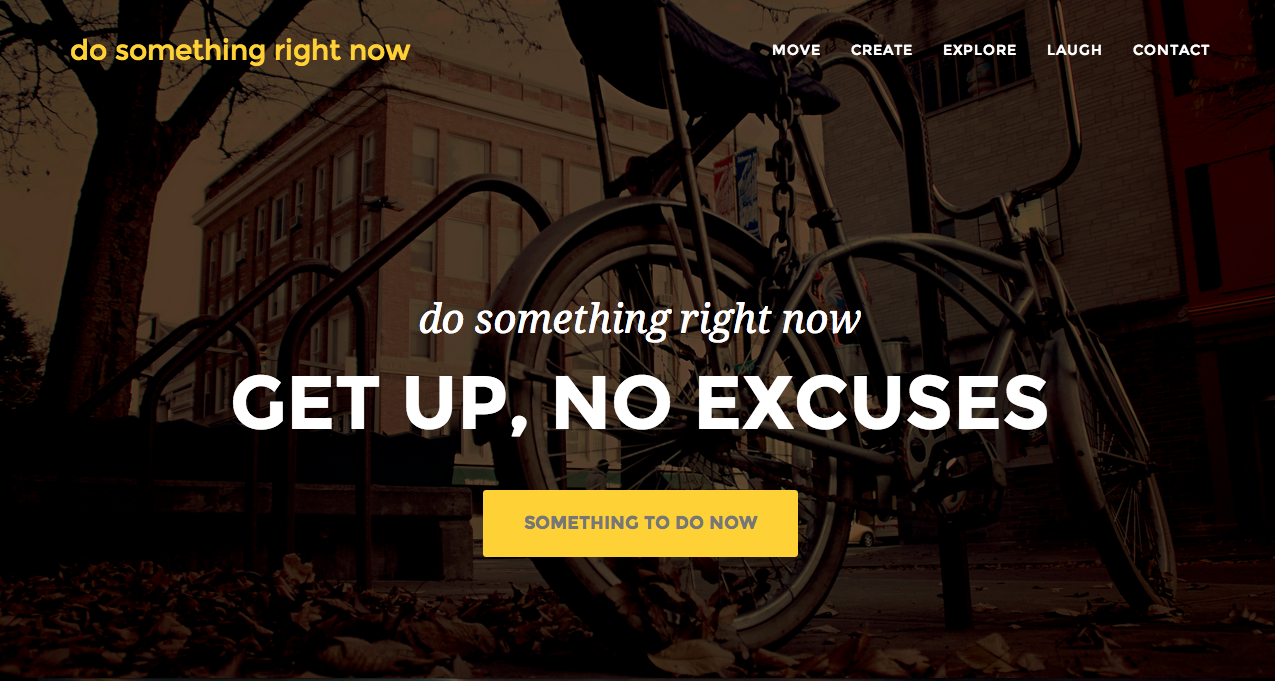 do something right now
MOVE CREATE EXPLORE LAUGH CONTACT
do something right now
GET UP, NO EXCUSES
SOMETHING TO DO NOW